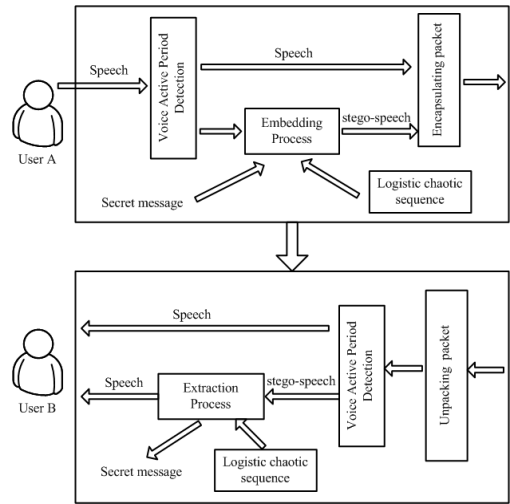 Speech
Speech
Voice Active Period
Detection
Encapsulating packet
stego-speech
Embedding
Process
User A
Logistic chaotic
sequence
Secret message
Speech
Voice Active Period
Detection
Unpacking packet
Speech
stego-speech
Extraction
Process
User B
Logistic chaotic
sequence
Secret message